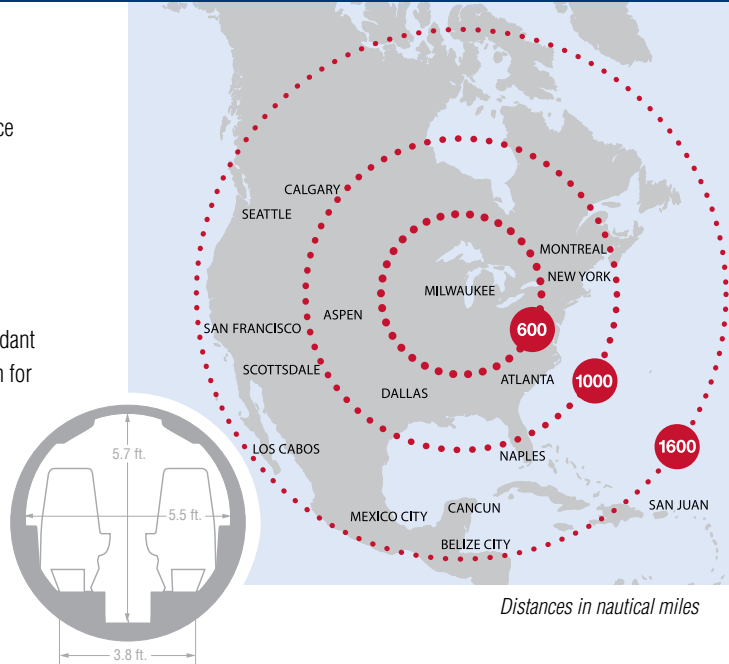 ce
dant
n for
CALGARY
SEATTLE
MONTREAL
NEW YORK
MILWAUKEE
ASPEN
SAN FRANCISCO
600
SCOTTSDALE
ATLANTA
1000
DALLAS
LOS CABOS
NAPLES
1600
MEXICO CITY
CANCUN
SAN JUAN
BELIZE CITY
5.7 ft.
5.5 ft.
3.8 ft.
Distances in nautical miles